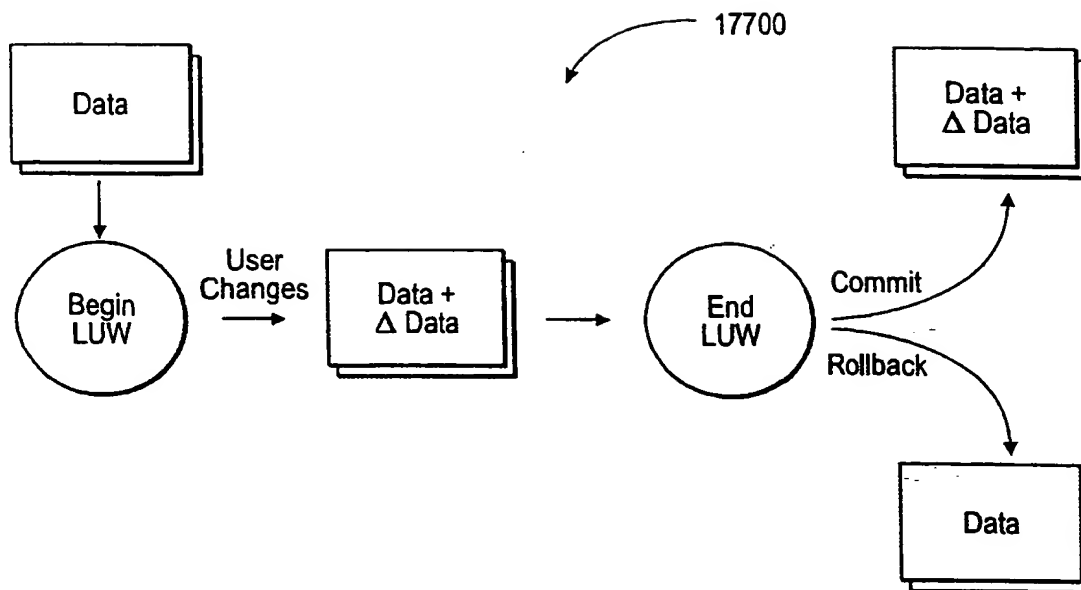 17700
Data
Data +
Δ Data
Begin
LUW
User
Changes
Data +
Δ Data
End
LUW
Commit
Rollback
Data